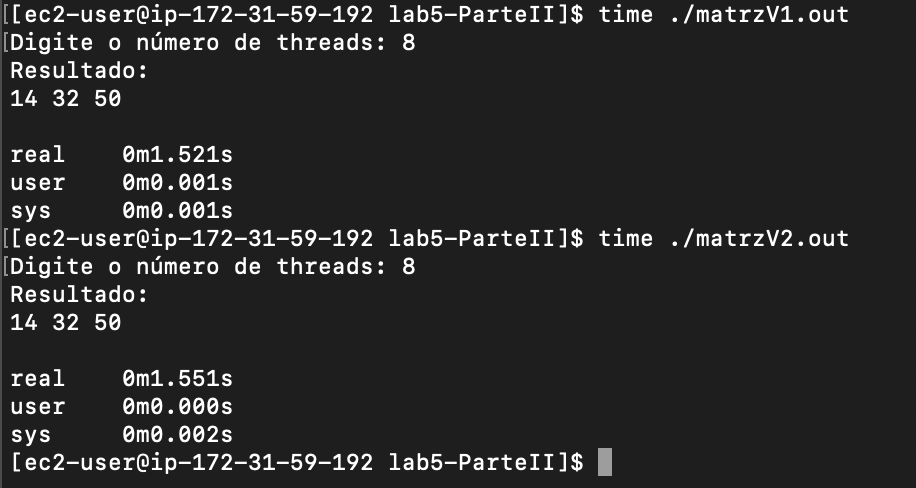 [[ec2-user@ip-172-31-59-192 lab5-ParteII]$ time ./matrzV1.out
[Digite o número de threads: 8
Resultado:
14 32 50
real    0m1.521s
user    0m0.001s
sys     0m0.001s
[[ec2-user@ip-172-31-59-192 lab5-ParteII]$ time ./matrzV2.out
[Digite o número de threads: 8
Resultado:
14 32 50
real    0m1.551s
user    0m0.000s
sys     0m0.002s
[ec2-user@ip-172-31-59-192 lab5-ParteII]$